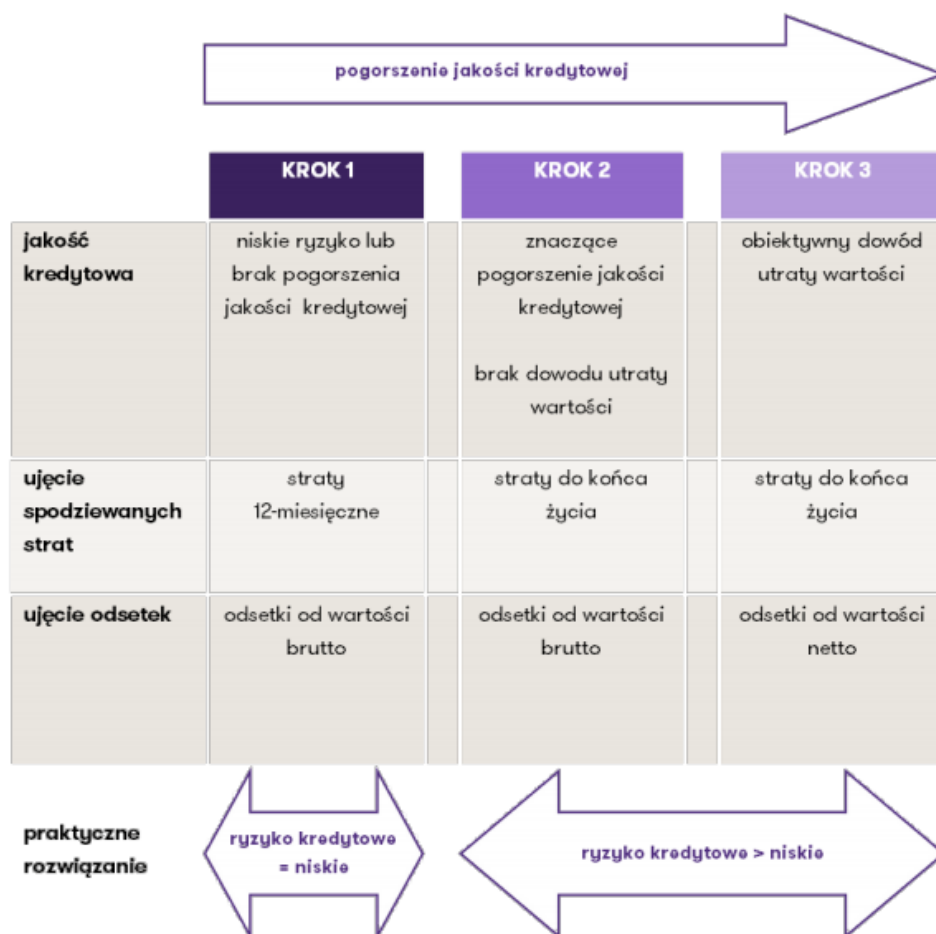 pogorszenie jakości kredytowej
KROK 1
KROK 2
KROK 3
jakość
kredytowa
niskie ryzyko lub
brak pogorszenia
jakości kredytowej
znaczące
pogorszenie jakości
kredytowej
brak dowodu utraty
wartości
obiektywny dowód
utraty wartości
ujęcie
spodziewanych
strat
straty
12-miesięczne
straty do końca
życia
straty do końca
życia
ujęcie odsetek
odsetki od wartości
brutto
odsetki od wartości
brutto
odsetki od wartości
netto
praktyczne
rozwiązanie
ryzyko kredytowe
= niskie
ryzyko kredytowe > niskie